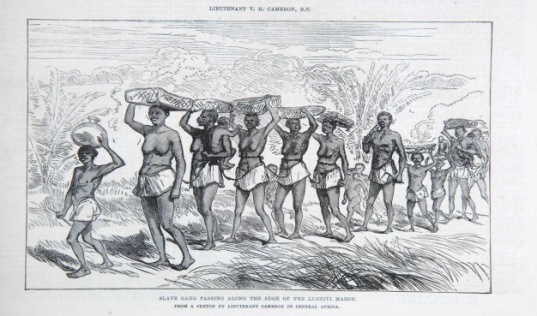 LIEUTENANT V. H. CAMERON, R.N.
SLAVE GANG PASSING ALONG THE EDGE OF THE MARSH.
FROM A SKETCH BY LIEUTENANT CAMERON IN CENTRAL AFRICA.